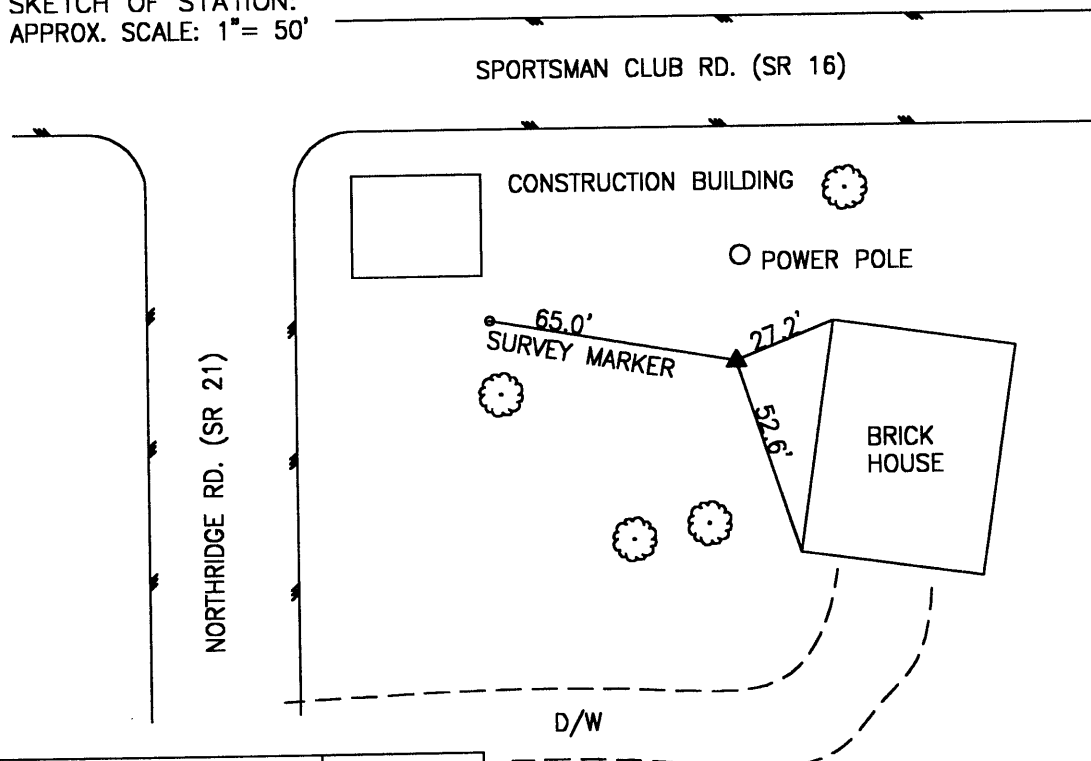 SKETCH OF STATION:
APPROX. SCALE: 1"= 50'
SPORTSMAN CLUB RD. (SR 16)
CONSTRUCTION BUILDING
POWER POLE
65.0'
27.2'
SURVEY MARKER
52.6'
BRICK
HOUSE
NORTHRIDGE RD. (SR 21)
D/W